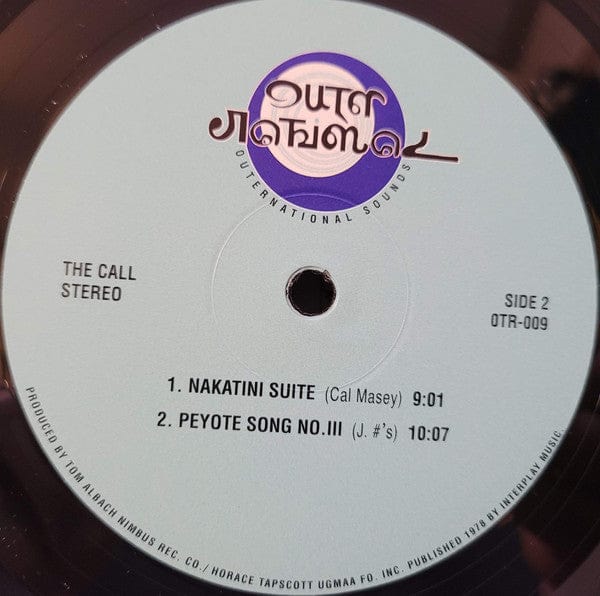 OUTER
NATIONAL
OUTERNATIONAL SOUNDS
THE CALL
STEREO
SIDE 2
OTR-009
1. NAKATINI SUITE (Cal Masey) 9:01
2. PEYOTE SONG NO.III (J. #'s) 10:07
PRODUCED BY TOM ALBACH NIMBUS REC. CO./ HORACE TAPSCOTT UGMAA FO. INC. PUBLISHED 1978 BY INTERPLAY MUSIC.